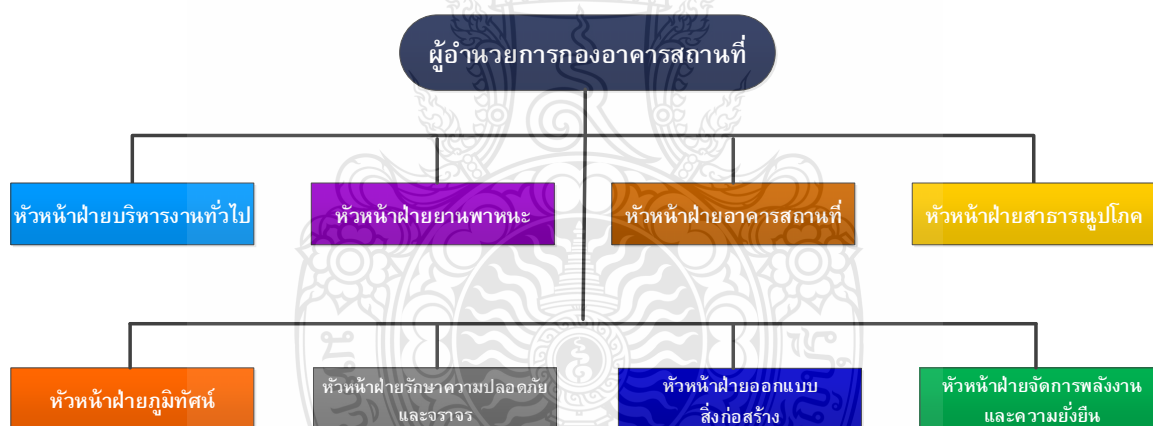 ผู้อำนวยการกองอาคารสถานที่
หัวหน้าฝ่ายบริหารงานทั่วไป
หัวหน้าฝ่ายยานพาหนะ
หัวหน้าฝ่ายอาคารสถานที่
หัวหน้าฝ่ายสาธารณูปโภค
หัวหน้าฝ่ายภูมิทัศน์
หัวหน้าฝ่ายรักษาความปลอดภัย
และจราจร
หัวหน้าฝ่ายออกแบบ
สิ่งก่อสร้าง
หัวหน้าฝ่ายจัดการพลังงาน
และความยั่งยืน